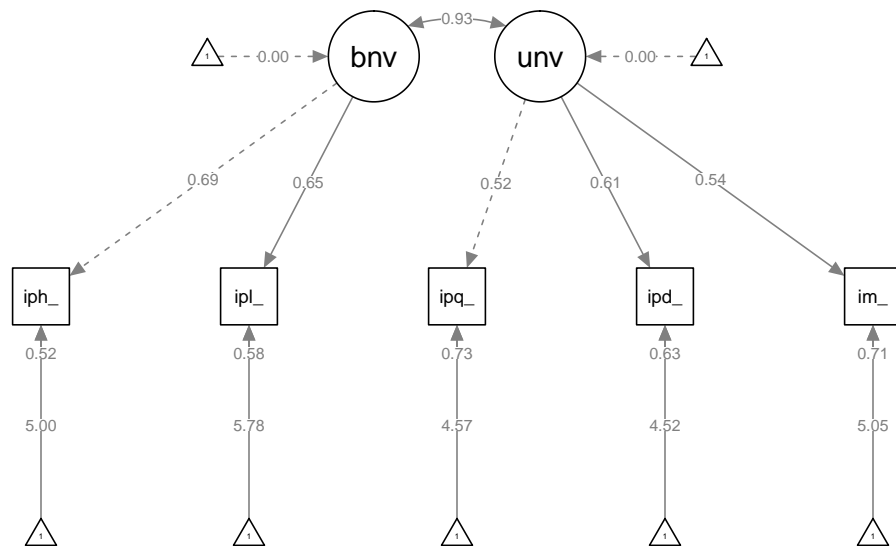 0.93
1 0.00 bnv unv 0.00 1
0.69 0.65 0.52 0.61 0.54
iph_ ipl_ ipq_ ipd_ im_
0.52 0.58 0.73 0.63 0.71
5.00 5.78 4.57 4.52 5.05
1 1 1 1 1